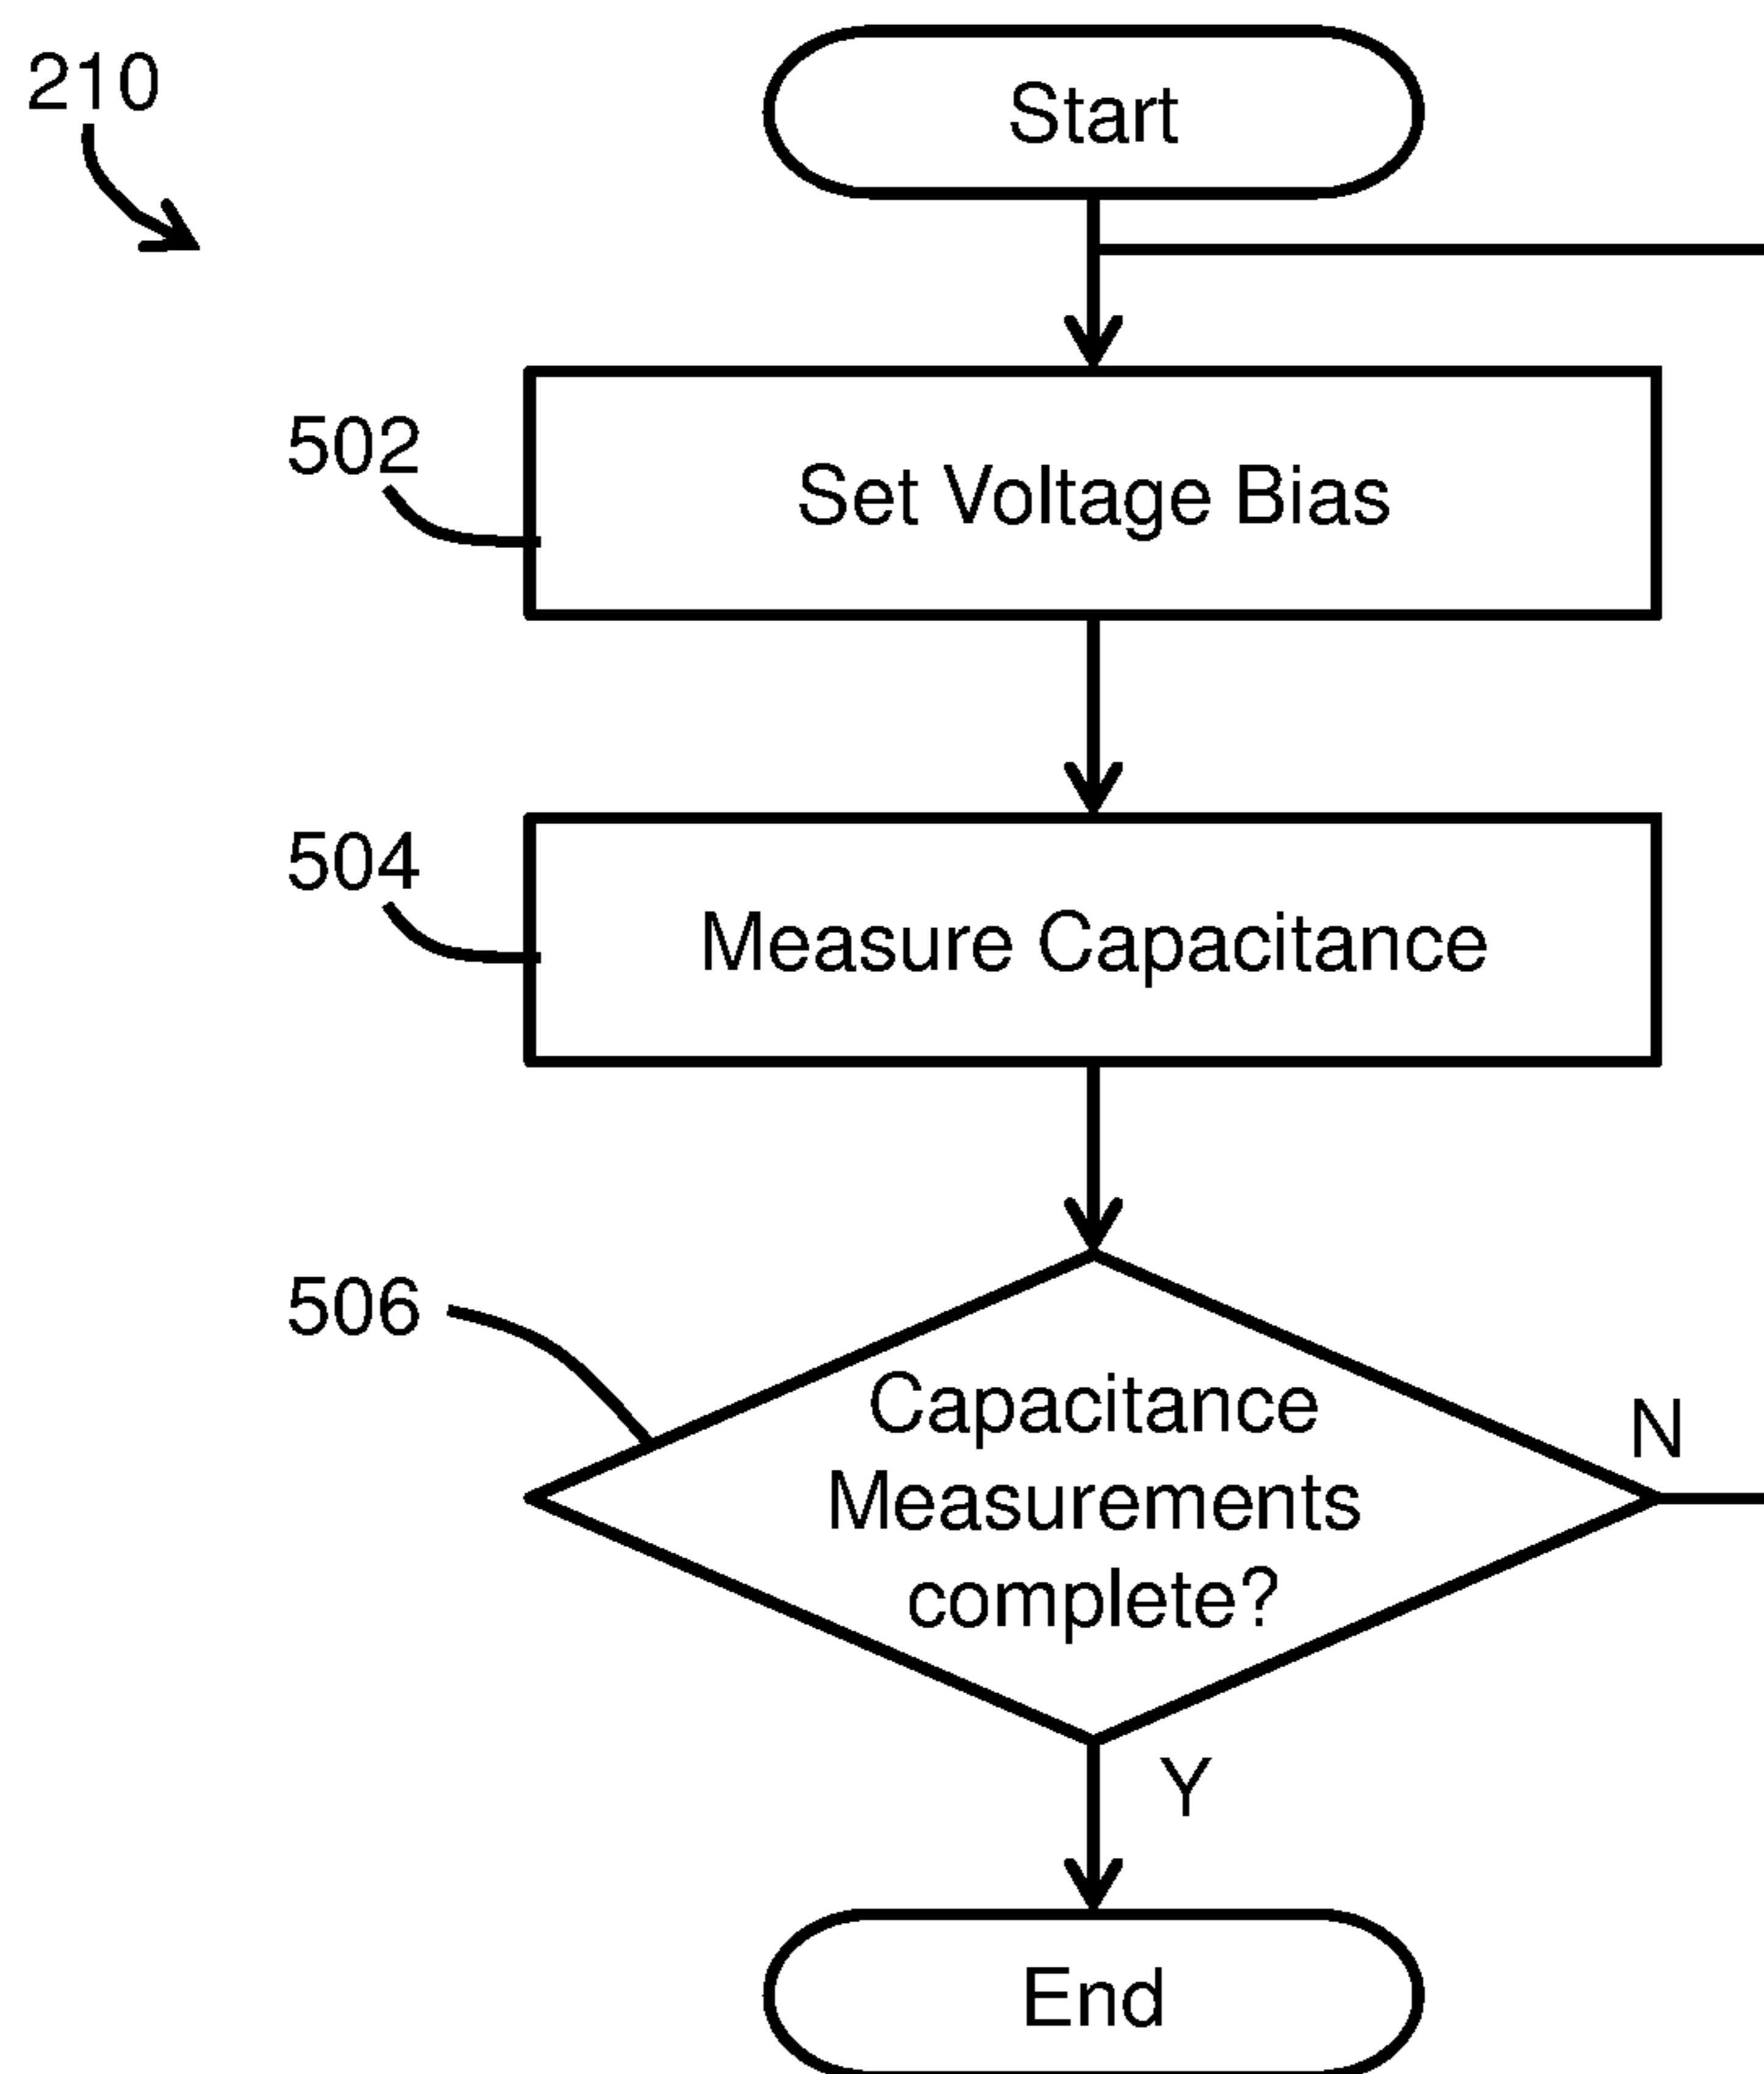 210
Start
502
Set Voltage Bias
504
Measure Capacitance
506
Capacitance
Measurements
complete?
N
Y
End